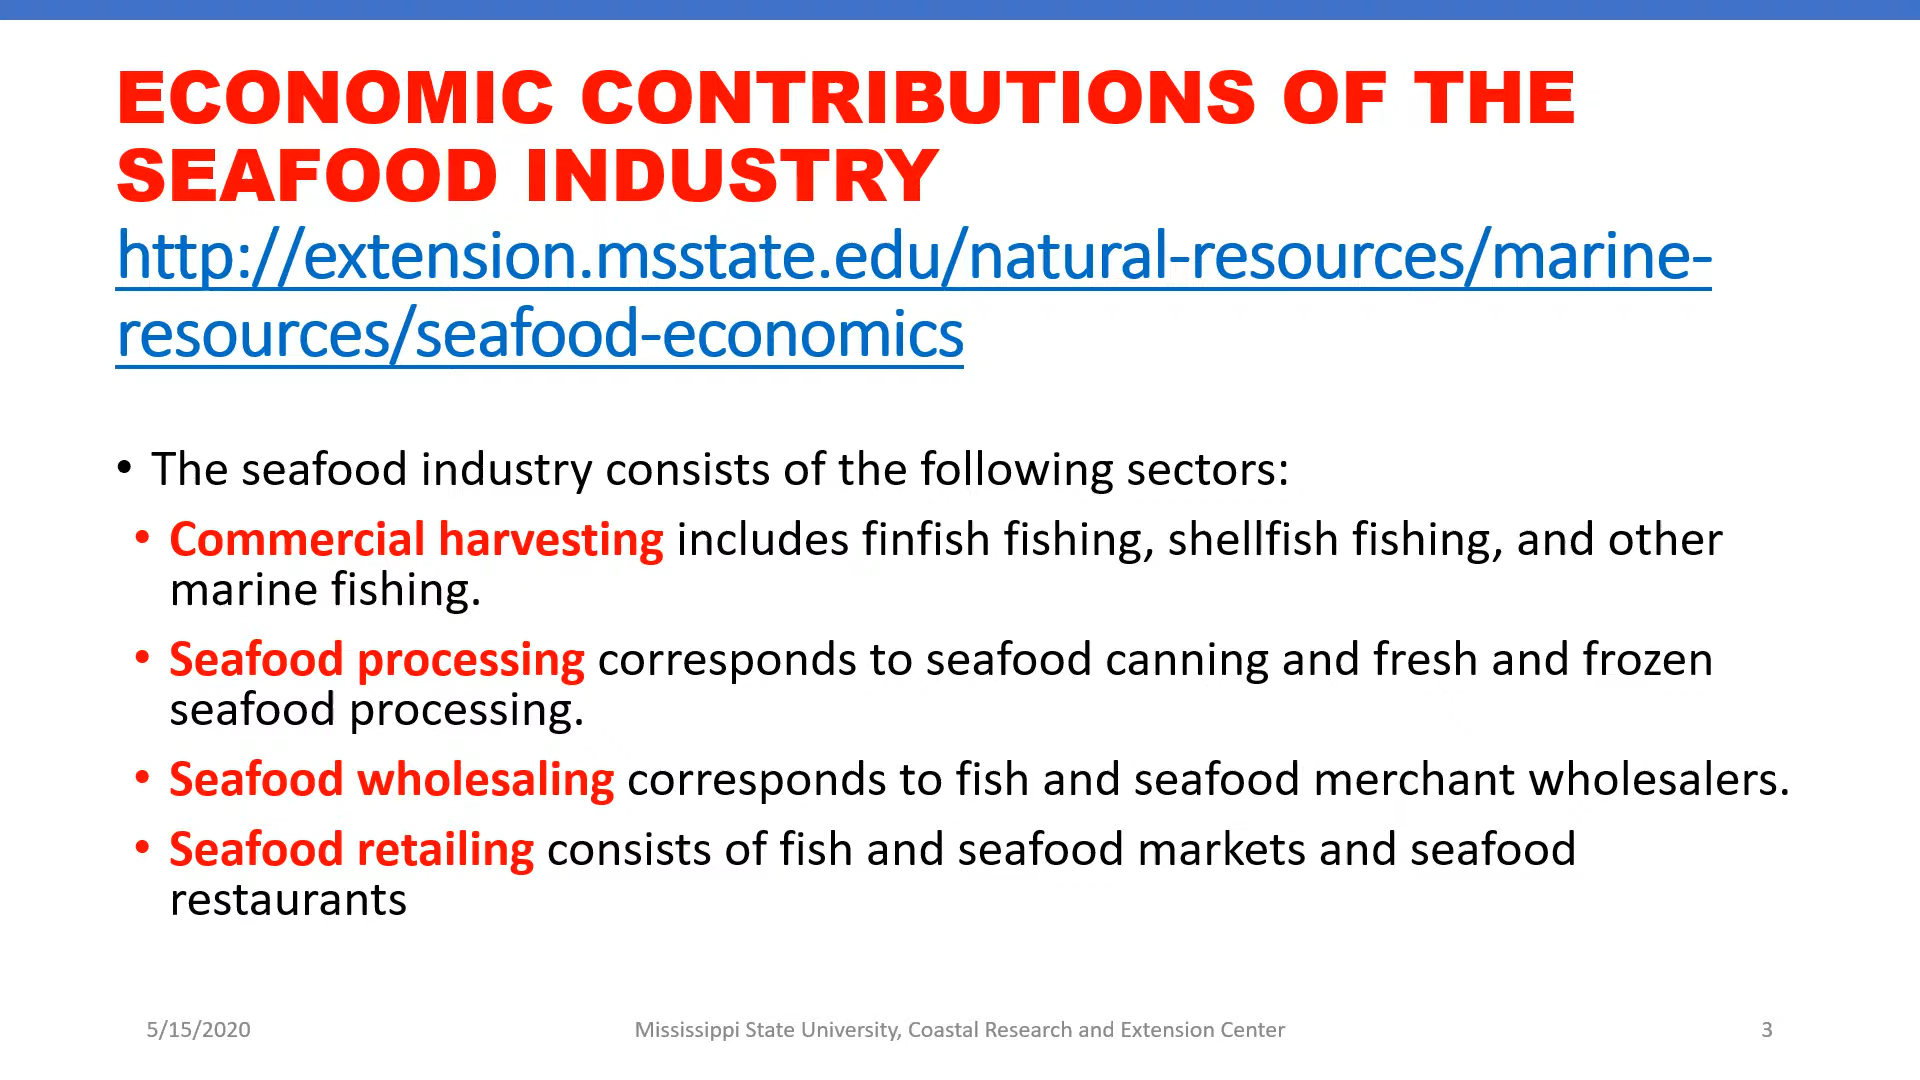 ECONOMIC CONTRIBUTIONS OF THE
SEAFOOD INDUSTRY
http://extension.msstate.edu/natural-resources/marine-
resources/seafood-economics
• The seafood industry consists of the following sectors:
• Commercial harvesting includes finfish fishing, shellfish fishing, and other
marine fishing.
• Seafood processing corresponds to seafood canning and fresh and frozen
seafood processing.
• Seafood wholesaling corresponds to fish and seafood merchant wholesalers.
• Seafood retailing consists of fish and seafood markets and seafood
restaurants
5/15/2020 Mississippi State University, Coastal Research and Extension Center 3